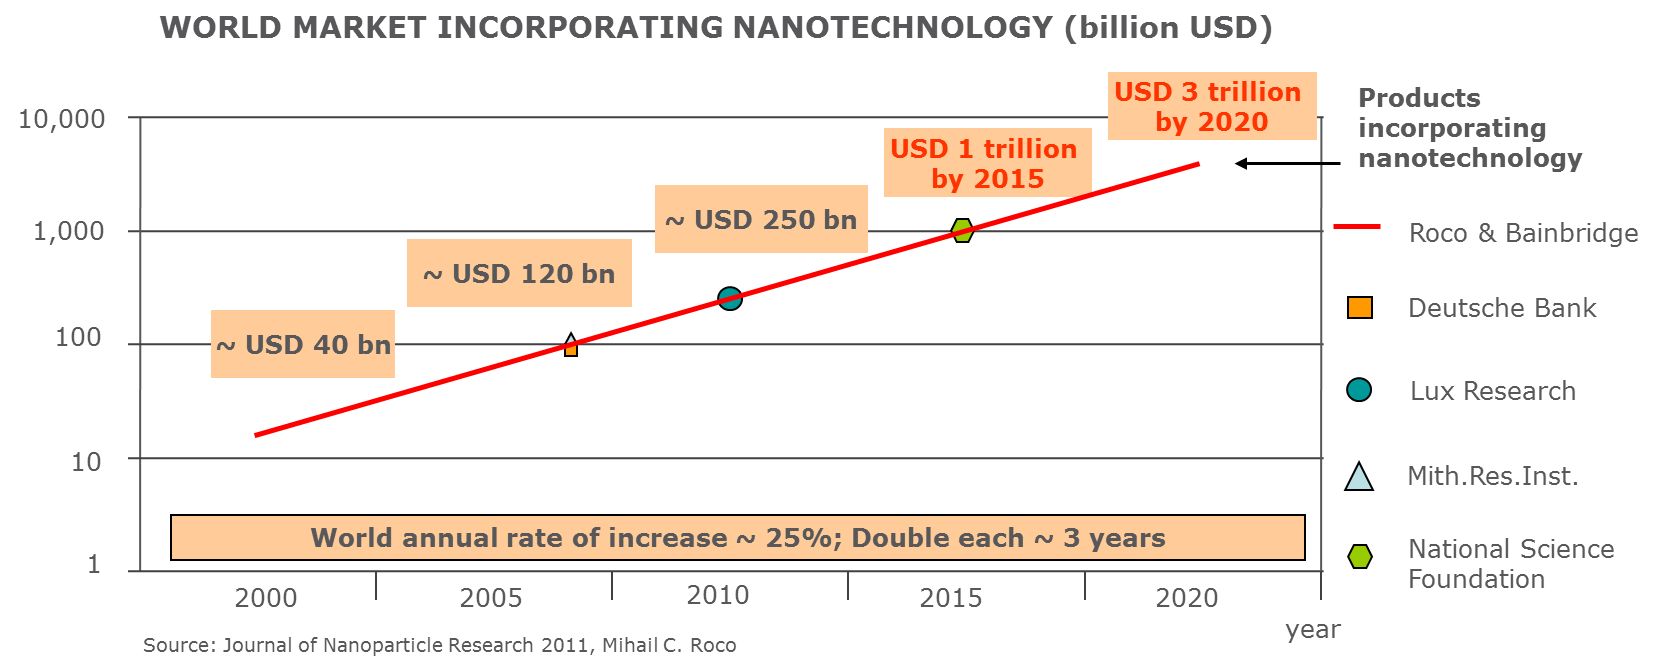 WORLD MARKET INCORPORATING NANOTECHNOLOGY (billion USD)
10,000
1,000
100
10
1
~ USD 40 bn
~ USD 120 bn
~ USD 250 bn
USD 1 trillion
by 2015
USD 3 trillion
by 2020
Products
incorporating
nanotechnology
Roco & Bainbridge
Deutsche Bank
Lux Research
Mith.Res.Inst.
National Science
Foundation
World annual rate of increase ~ 25%; Double each ~ 3 years
2000
2005
2010
2015
2020
year
Source: Journal of Nanoparticle Research 2011, Mihail C. Roco